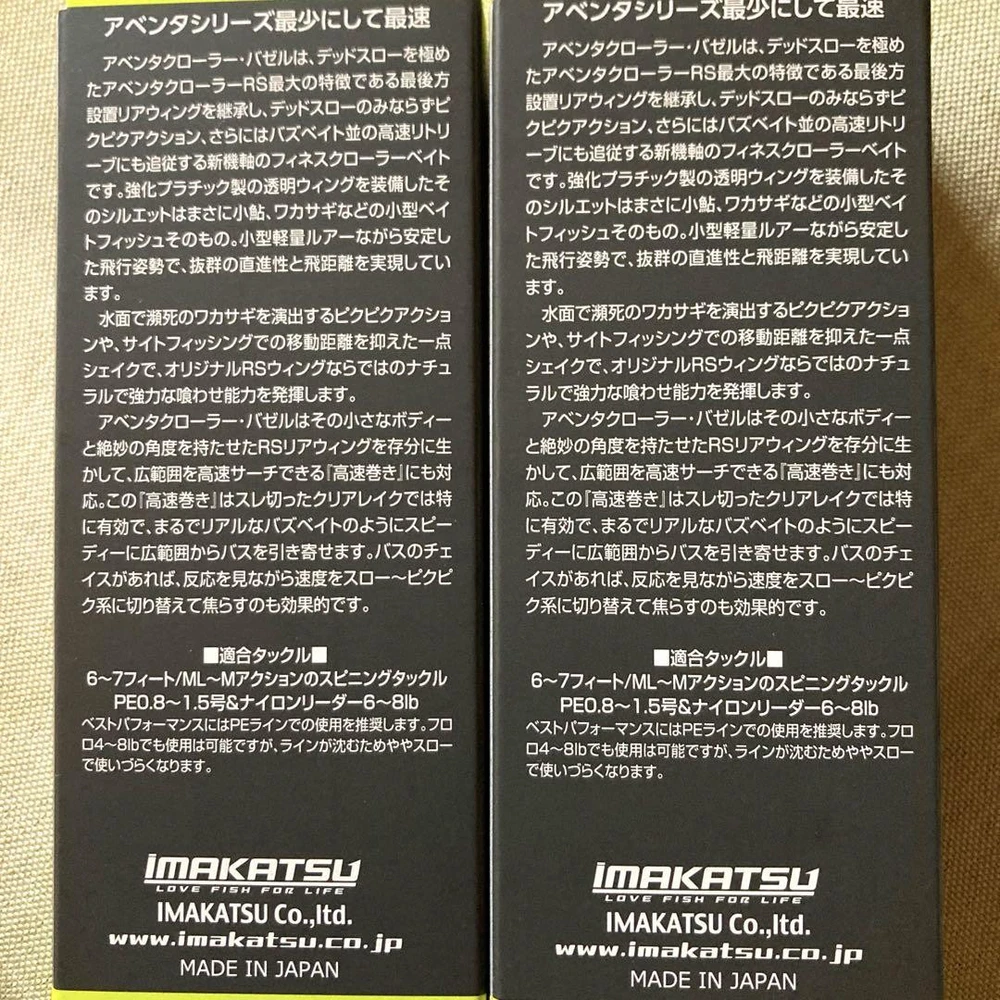 アベンタシリーズ最少にして最速
アベンタクローラー・バゼルは、デッドスローを極め
たアベンタクローラーRS最大の特徴である最後方
設置リアウィングを継承し、デッドスローのみならずピ
クピクアクション、さらにはバズベイト並の高速リトリ
ーブにも追従する新機軸のフィネスクローラーベイト
です。強化プラチック製の透明ウィングを装備したそ
のシルエットはまさに小鮎、ワカサギなどの小型ベイ
トフィッシュそのもの。小型軽量ルアーながら安定し
た飛行姿勢で、抜群の直進性と飛距離を実現してい
ます。
水面で瀕死のワカサギを演出するピクピクアクショ
ンや、サイトフィッシングでの移動距離を抑えた一点
シェイクで、オリジナルRSウィングならではのナチュ
ラルで強力な喰わせ能力を発揮します。
アベンタクローラー・バゼルはその小さなボディー
と絶妙の角度を持たせたRSリアウィングを存分に生
かして、広範囲を高速サーチできる『高速巻き』にも対
応。この『高速巻き』はスレ切ったクリアレイクでは特
に有効で、まるでリアルなバズベイトのようにスピー
ディーに広範囲からバスを引き寄せます。バスのチェ
イスがあれば、反応を見ながら速度をスロー〜ピクピ
ク系に切り替えて焦らすのも効果的です。
■適合タックル■
6〜7フィート/ML〜Mアクションのスピニングタックル
PE0.8〜1.5号&ナイロンリーダー6〜8lb
ベストパフォーマンスにはPEラインでの使用を推奨します。フロ
ロ4〜8lbでも使用は可能ですが、ラインが沈むためややスロー
で使いづらくなります。
IMAKATSU
LOVE FISH FOR LIFE
IMAKATSU Co.,ltd.
www.imakatsu.co.jp
MADE IN JAPAN
アベンタシリーズ最少にして最速
アベンタクローラー・バゼルは、デッドスローを極め
たアベンタクローラーRS最大の特徴である最後方
設置リアウィングを継承し、デッドスローのみならずピ
クピクアクション、さらにはバズベイト並の高速リトリ
ーブにも追従する新機軸のフィネスクローラーベイト
です。強化プラチック製の透明ウィングを装備したそ
のシルエットはまさに小鮎、ワカサギなどの小型ベイ
トフィッシュそのもの。小型軽量ルアーながら安定し
た飛行姿勢で、抜群の直進性と飛距離を実現してい
ます。
水面で瀕死のワカサギを演出するピクピクアクショ
ンや、サイトフィッシングでの移動距離を抑えた一点
シェイクで、オリジナルRSウィングならではのナチュ
ラルで強力な喰わせ能力を発揮します。
アベンタクローラー・バゼルはその小さなボディー
と絶妙の角度を持たせたRSリアウィングを存分に生
かして、広範囲を高速サーチできる『高速巻き』にも対
応。この『高速巻き』はスレ切ったクリアレイクでは特
に有効で、まるでリアルなバズベイトのようにスピー
ディーに広範囲からバスを引き寄せます。バスのチェ
イスがあれば、反応を見ながら速度をスロー〜ピクピ
ク系に切り替えて焦らすのも効果的です。
■適合タックル■
6〜7フィート/ML〜Mアクションのスピニングタックル
PE0.8〜1.5号&ナイロンリーダー6〜8lb
ベストパフォーマンスにはPEラインでの使用を推奨します。フロ
ロ4〜8lbでも使用は可能ですが、ラインが沈むためややスロー
で使いづらくなります。
IMAKATSU
LOVE FISH FOR LIFE
IMAKATSU Co.,ltd.
www.imakatsu.co.jp
MADE IN JAPAN